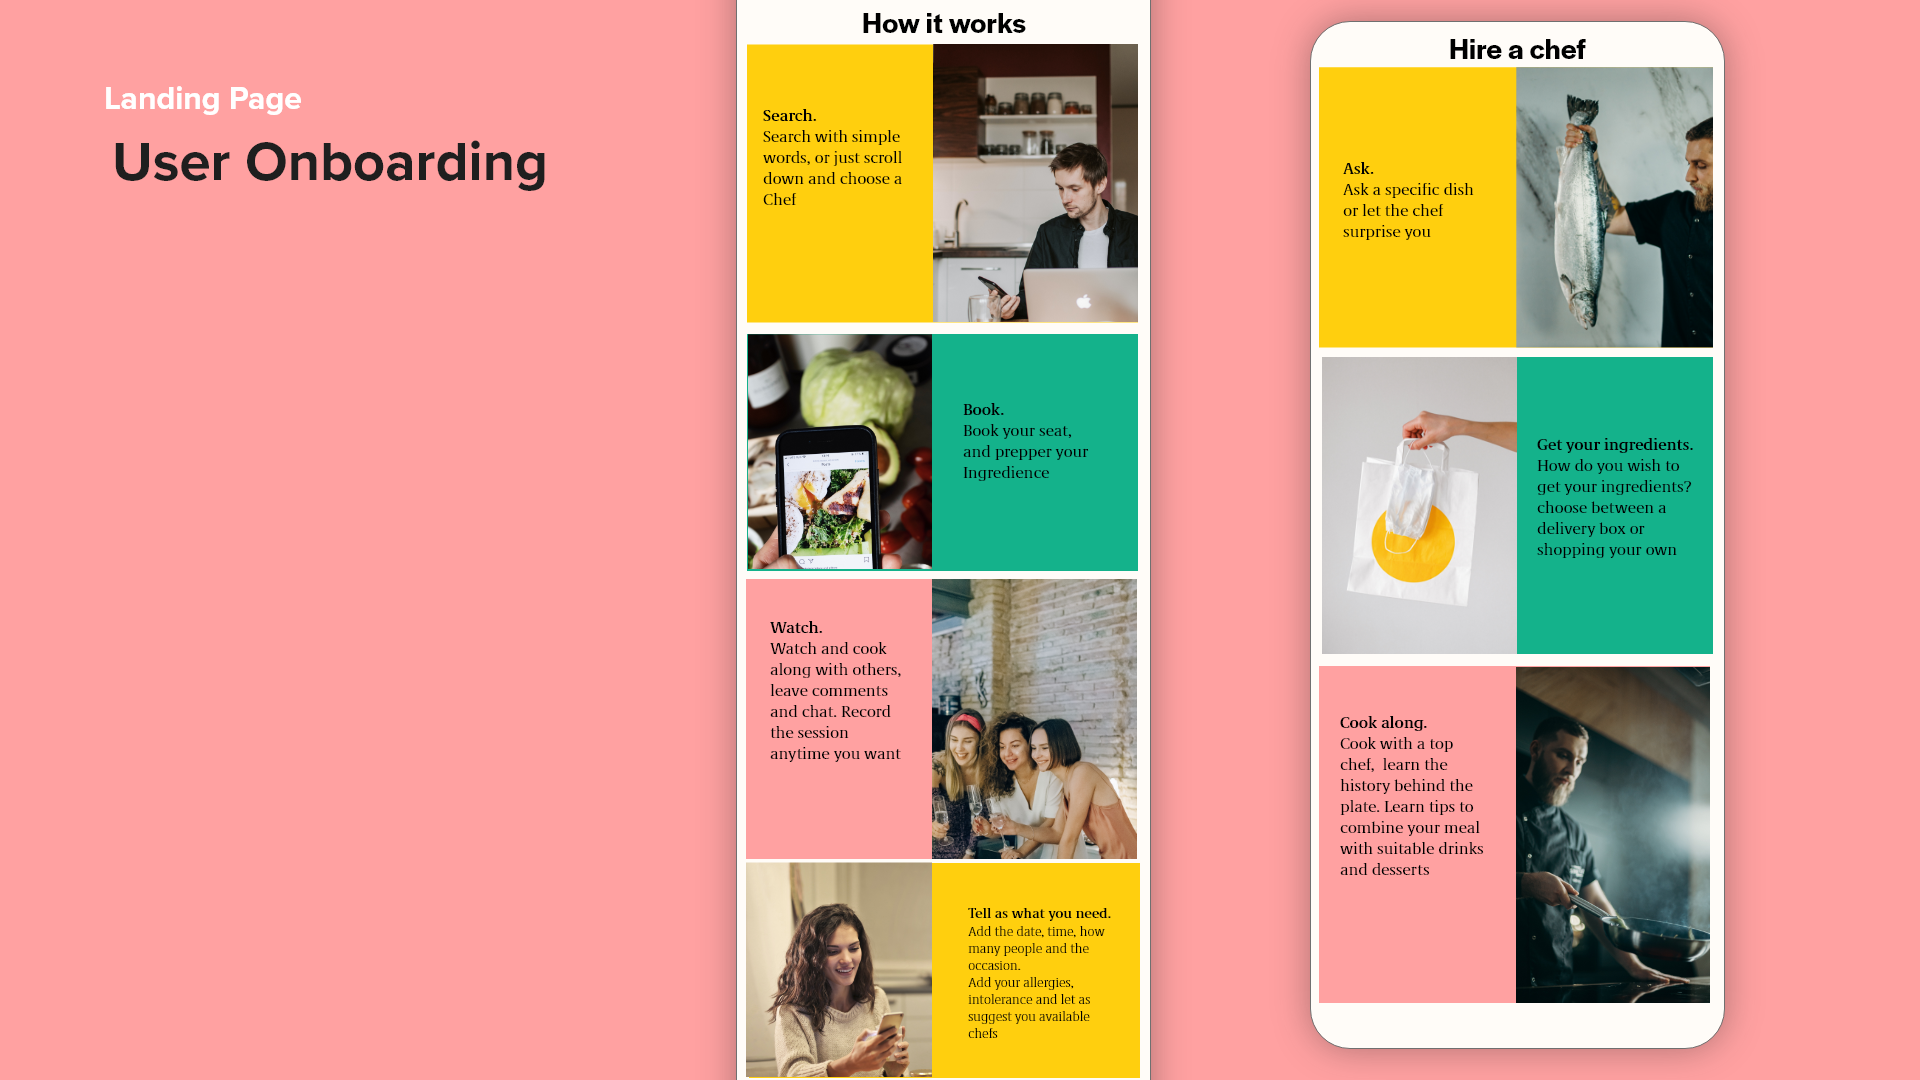 Landing Page
User Onboarding
How it works
Search.
Search with simple
words, or just scroll
down and choose a
Chef
Book.
Book your seat,
and prepper your
Ingredience
Watch.
Watch and cook
along with others,
leave comments
and chat. Record
the session
anytime you want
Tell as what you need.
Add the date, time, how
many people and the
occasion.
Add your allergies,
intolerance and let as
suggest you available
chefs
Hire a chef
Ask.
Ask a specific dish
or let the chef
surprise you
Get your ingredients.
How do you wish to
get your ingredients?
choose between a
delivery box or
shopping your own
Cook along.
Cook with a top
chef,  learn the
history behind the
plate. Learn tips to
combine your meal
with suitable drinks
and desserts